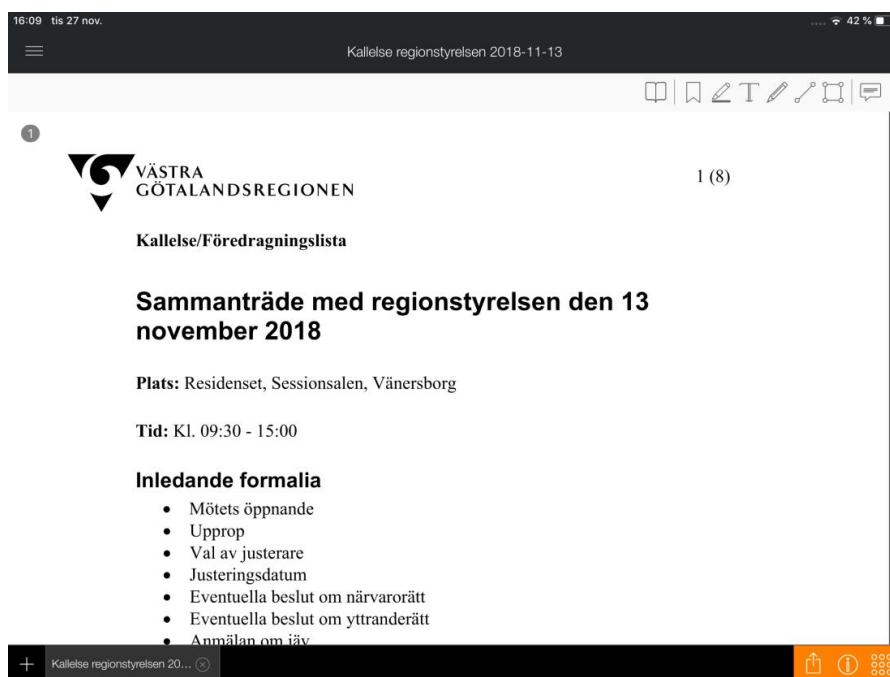 16:09 tis 27 nov.
42 %
Kallelse regionstyrelsen 2018-11-13
1
VÄSTRA
GÖTALANDSREGIONEN
1 (8)
Kallelse/Föredragningslista
Sammanträde med regionstyrelsen den 13
november 2018
Plats: Residenset, Sessionsalen, Vänersborg
Tid: Kl. 09:30 - 15:00
Inledande formalia
• Mötets öppnande
• Upprop
• Val av justerare
• Justeringsdatum
• Eventuella beslut om närvarorätt
• Eventuella beslut om yttranderätt
• Anmälan om jäv
Kallelse regionstyrelsen 20...